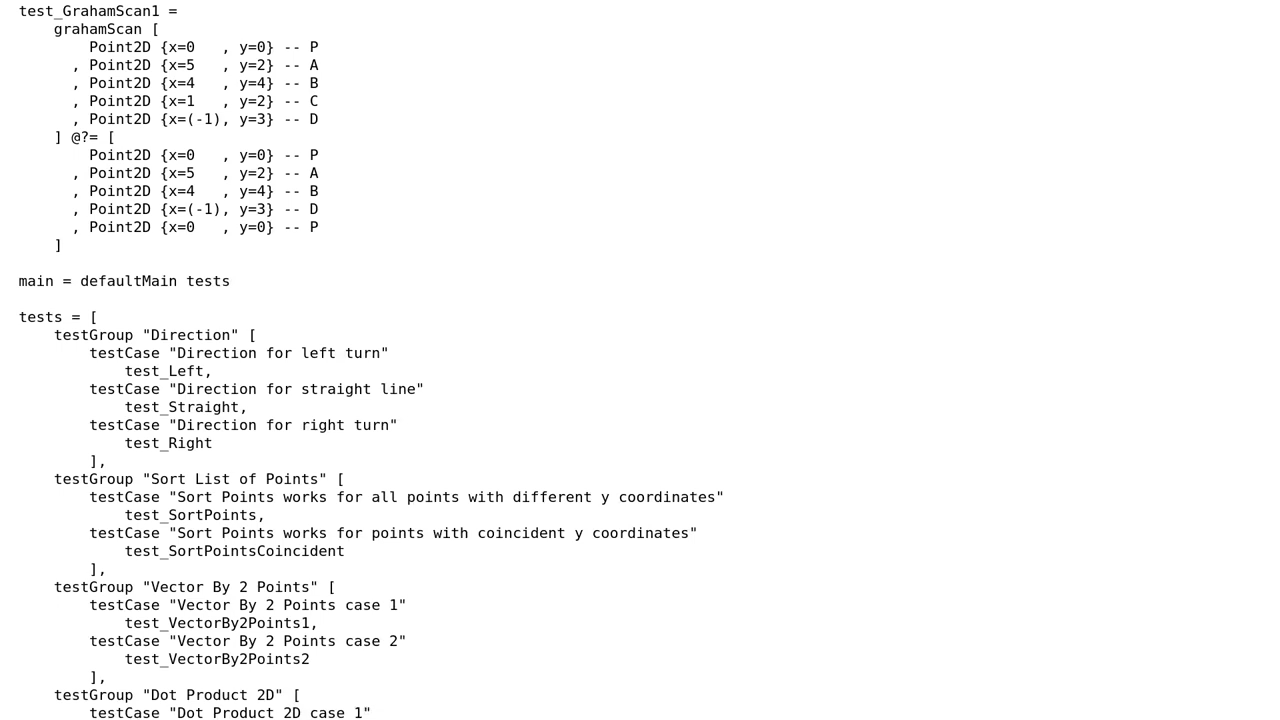 test_GrahamScan1 =
    grahamScan [
        Point2D {x=0   , y=0} -- P
      , Point2D {x=5   , y=2} -- A
      , Point2D {x=4   , y=4} -- B
      , Point2D {x=1   , y=2} -- C
      , Point2D {x=(-1), y=3} -- D
    ] @?= [
        Point2D {x=0   , y=0} -- P
      , Point2D {x=5   , y=2} -- A
      , Point2D {x=4   , y=4} -- B
      , Point2D {x=(-1), y=3} -- D
      , Point2D {x=0   , y=0} -- P
    ]

main = defaultMain tests

tests = [
    testGroup "Direction" [
        testCase "Direction for left turn"
            test_Left,
        testCase "Direction for straight line"
            test_Straight,
        testCase "Direction for right turn"
            test_Right
        ],
    testGroup "Sort List of Points" [
        testCase "Sort Points works for all points with different y coordinates"
            test_SortPoints,
        testCase "Sort Points works for points with coincident y coordinates"
            test_SortPointsCoincident
        ],
    testGroup "Vector By 2 Points" [
        testCase "Vector By 2 Points case 1"
            test_VectorBy2Points1,
        testCase "Vector By 2 Points case 2"
            test_VectorBy2Points2
        ],
    testGroup "Dot Product 2D" [
        testCase "Dot Product 2D case 1"